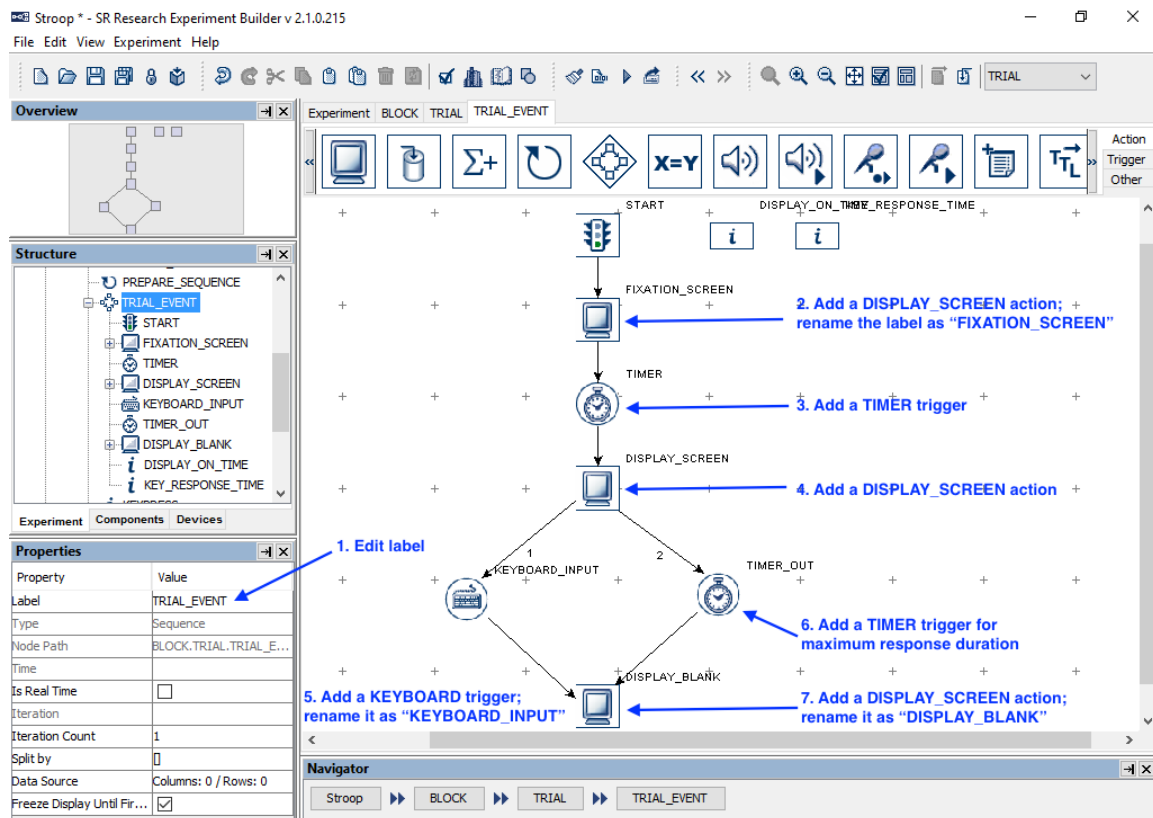 Stroop * - SR Research Experiment Builder v 2.1.0.215
File Edit View Experiment Help
TRIAL
Overview
Experiment BLOCK TRIAL TRIAL_EVENT
Σ+ X=Y TTL
Action
Trigger
Other
Structure
PREPARE_SEQUENCE
TRIAL_EVENT
START
FIXATION_SCREEN
TIMER
DISPLAY_SCREEN
KEYBOARD_INPUT
TIMER_OUT
DISPLAY_BLANK
i DISPLAY_ON_TIME
i KEY_RESPONSE_TIME
Experiment Components Devices
Properties
Property Value
Label TRIAL_EVENT
Type Sequence
Node Path BLOCK.TRIAL.TRIAL_E...
Time
Is Real Time
Iteration
Iteration Count 1
Split by []
Data Source Columns: 0 / Rows: 0
Freeze Display Until Fir...
1. Edit label
START
DISPLAY_ON_TIME
KEY_RESPONSE_TIME
i i
FIXATION_SCREEN
2. Add a DISPLAY_SCREEN action;
rename the label as “FIXATION_SCREEN”
TIMER
3. Add a TIMER trigger
DISPLAY_SCREEN
4. Add a DISPLAY_SCREEN action
1 2
KEYBOARD_INPUT
TIMER_OUT
6. Add a TIMER trigger for
maximum response duration
DISPLAY_BLANK
5. Add a KEYBOARD trigger;
rename it as “KEYBOARD_INPUT”
7. Add a DISPLAY_SCREEN action;
rename it as “DISPLAY_BLANK”
Navigator
Stroop BLOCK TRIAL TRIAL_EVENT